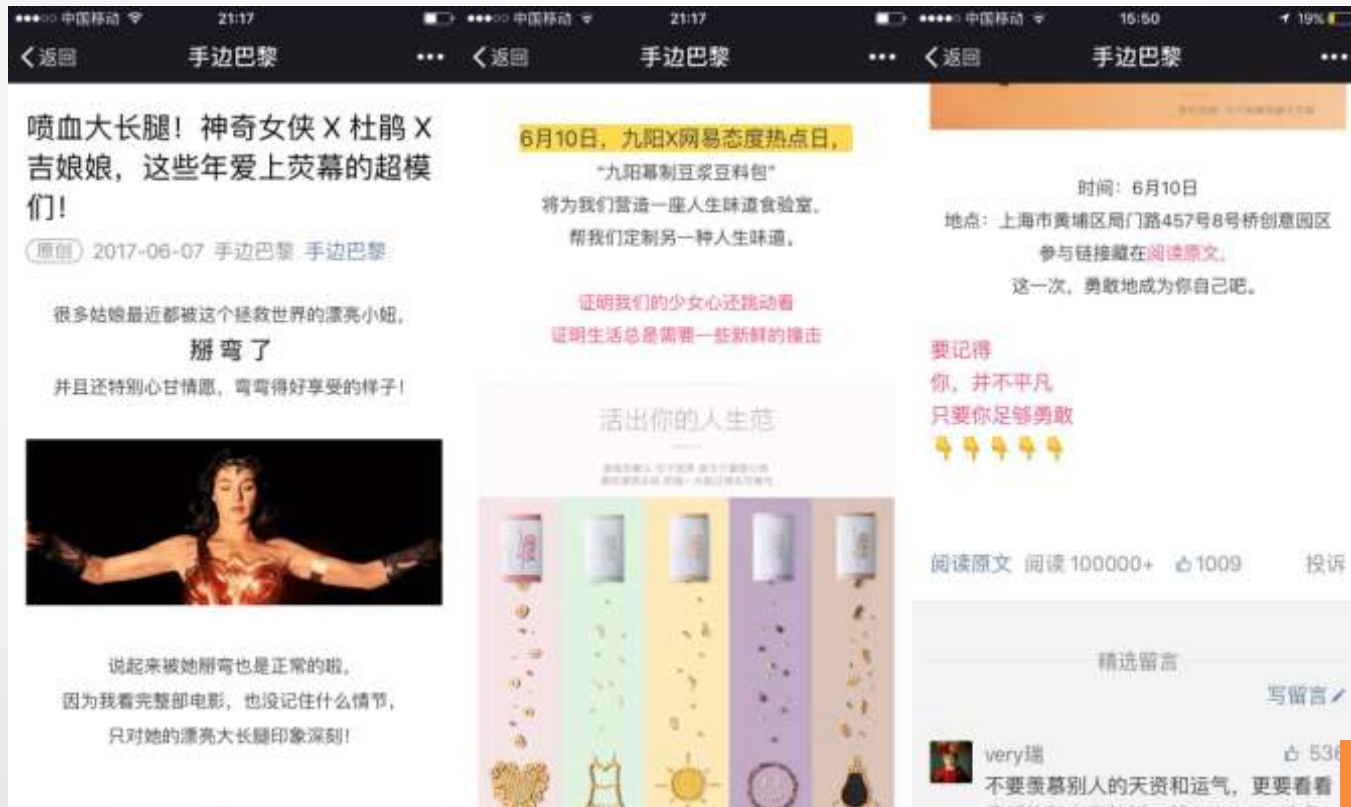 中国移动
21:17
返回
手边巴黎
喷血大长腿！神奇女侠 X 杜鹃 X
吉娘娘，这些年爱上荧幕的超模
们！
原创 2017-06-07 手边巴黎 手边巴黎
很多姑娘最近都被这个拯救世界的漂亮小妞，
掰弯了
并且还特别心甘情愿，弯弯得好享受的样子！
说起来被她掰弯也是正常的啦，
因为我看完整部电影，也没记住什么情节，
只对她的漂亮大长腿印象深刻！
中国移动
21:17
返回
手边巴黎
6月10日，九阳X网易态度热点日，
“九阳幕制豆浆豆料包”
将为我们营造一座人生味道食验室，
帮我们定制另一种人生味道，
证明我们的少女心还跳动着
证明生活总是需要一些新鲜的撞击
活出你的人生范
中国移动
16:50
19%
返回
手边巴黎
时间：6月10日
地点：上海市黄埔区局门路457号8号桥创意园区
参与链接藏在阅读原文，
这一次，勇敢地成为你自己吧。
要记得
你，并不平凡
只要你足够勇敢
👇👇👇👇👇
阅读原文 阅读 100000+ 1009 投诉
精选留言
写留言
very瑞 536
不要羡慕别人的天资和运气，更要看看